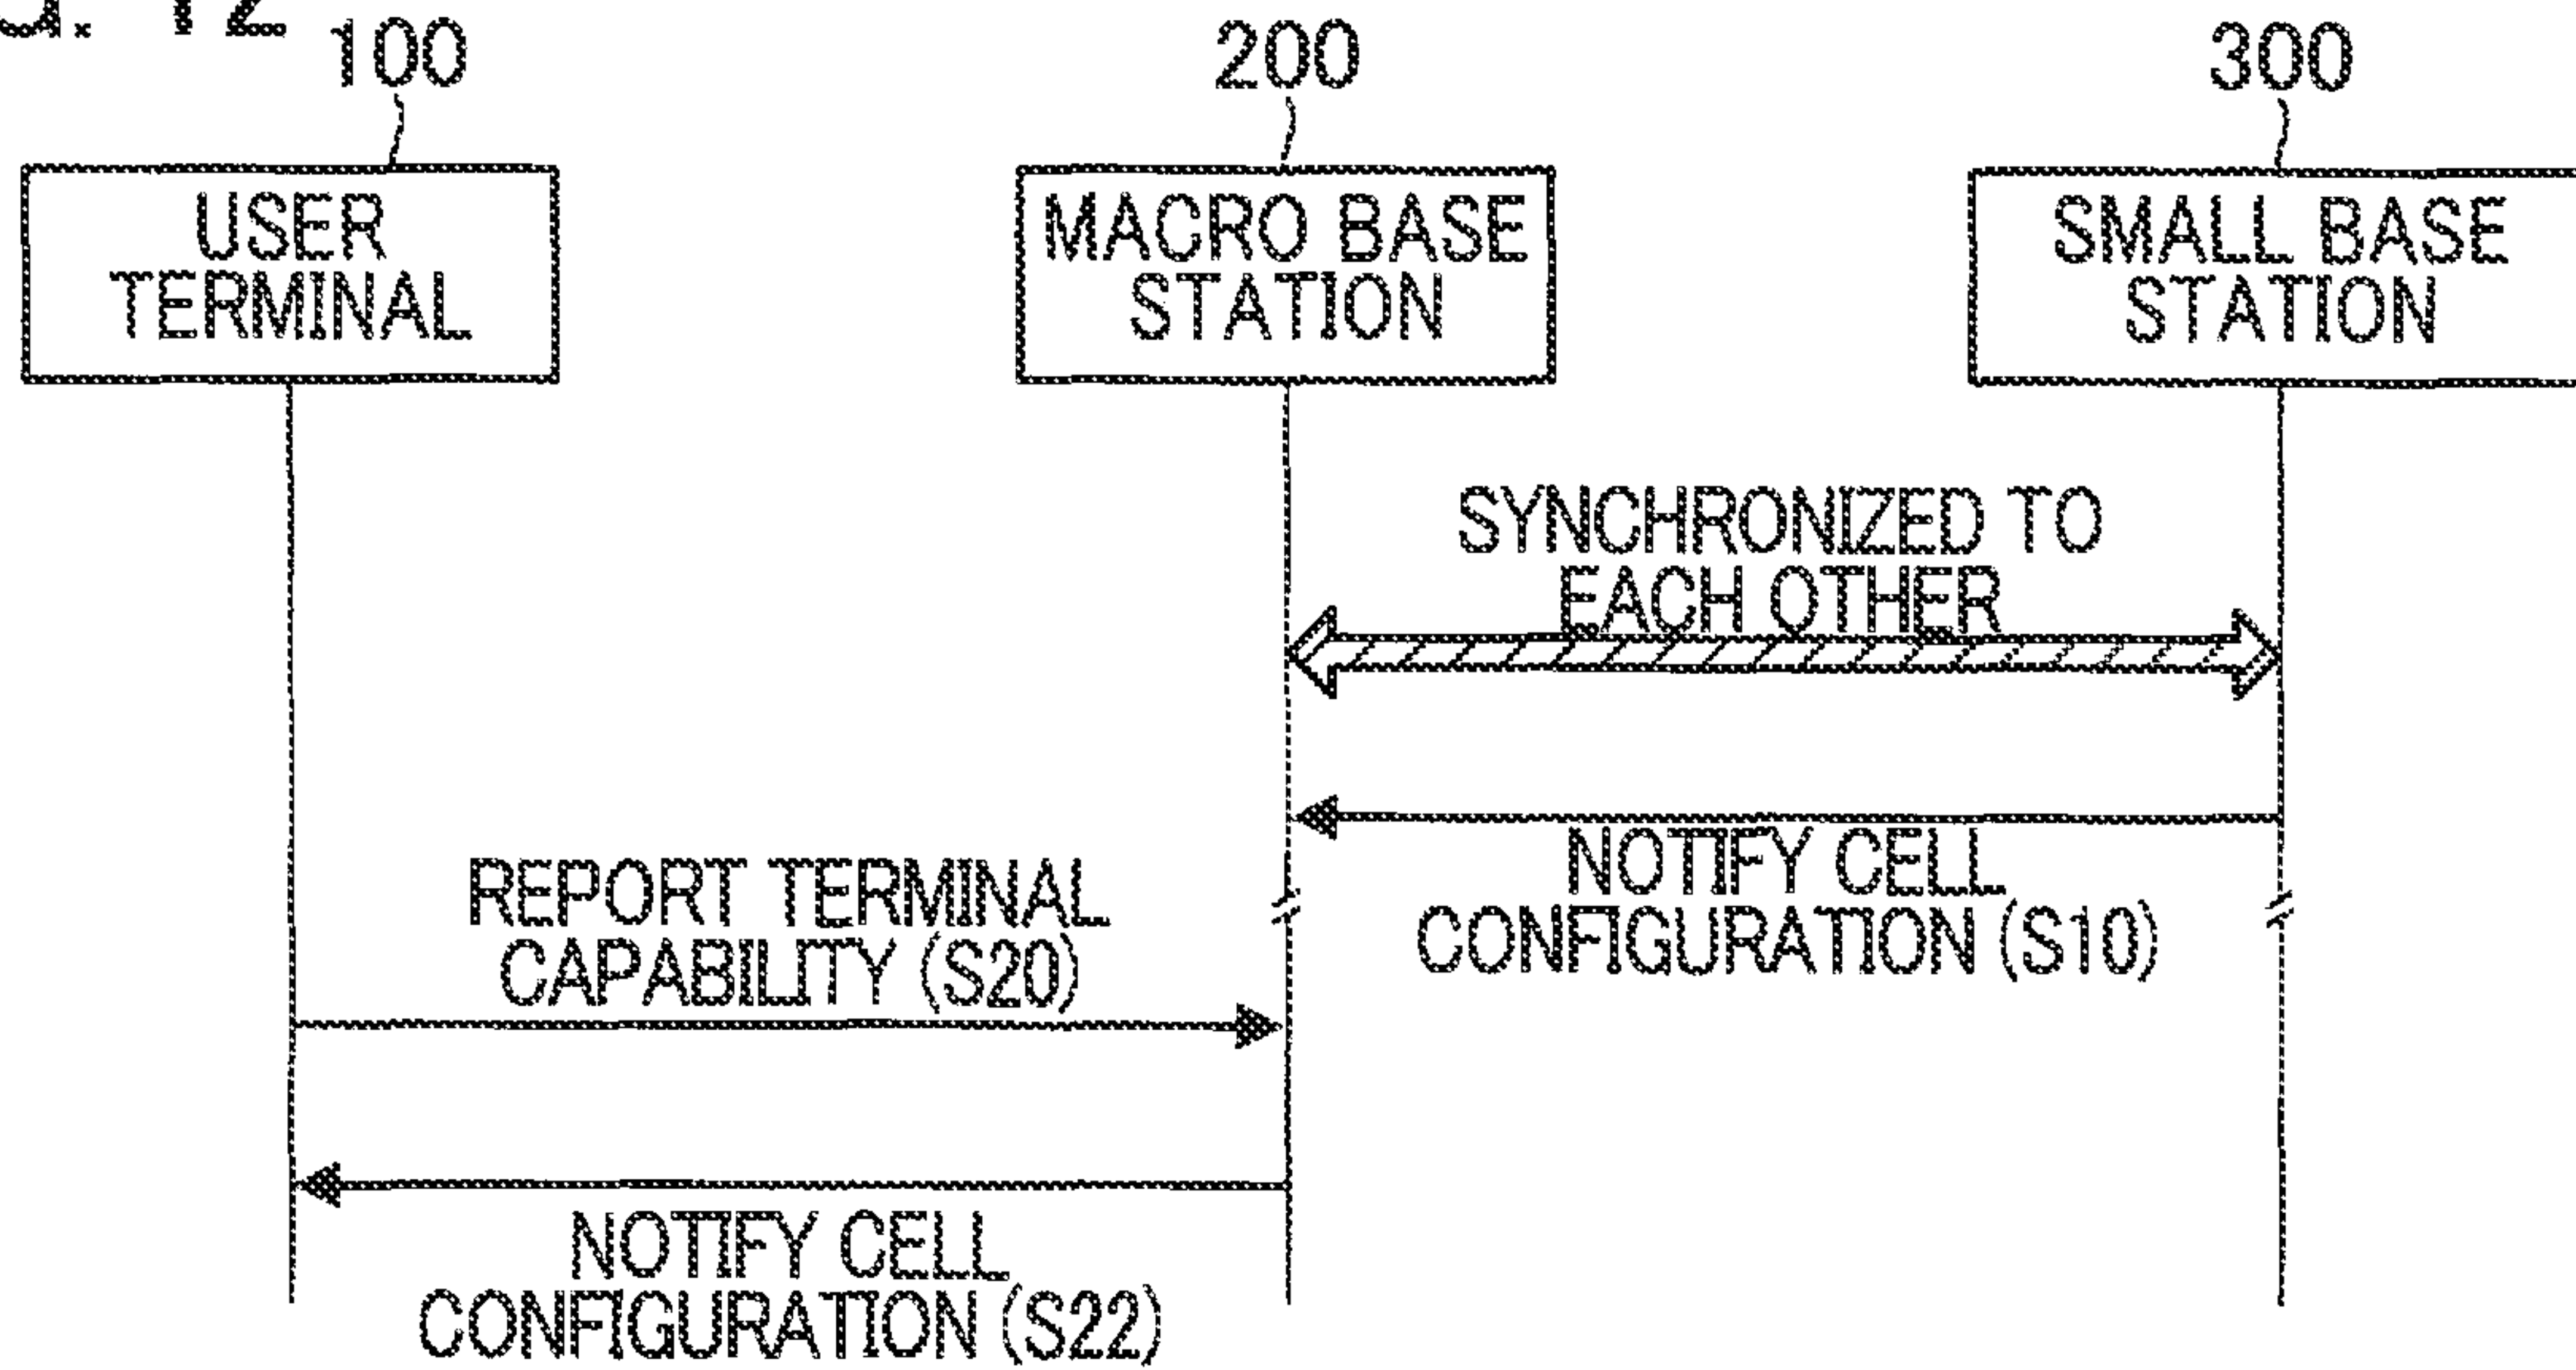 100
200
300
USER
TERMINAL
MACRO BASE
STATION
SMALL BASE
STATION
SYNCHRONIZED TO
EACH OTHER
NOTIFY CELL
CONFIGURATION (S10)
REPORT TERMINAL
CAPABILITY (S20)
NOTIFY CELL
CONFIGURATION (S22)